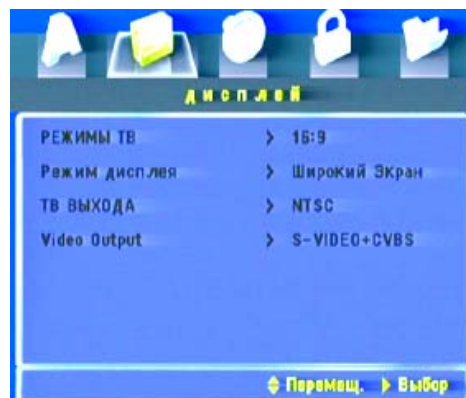 дисплей
РЕЖИМЫ ТВ > 16:9
Режим дисплея > Широкий Экран
ТВ ВЫХОДА > NTSC
Video Output > S-VIDEO+CVBS
Перемещ. Выбор